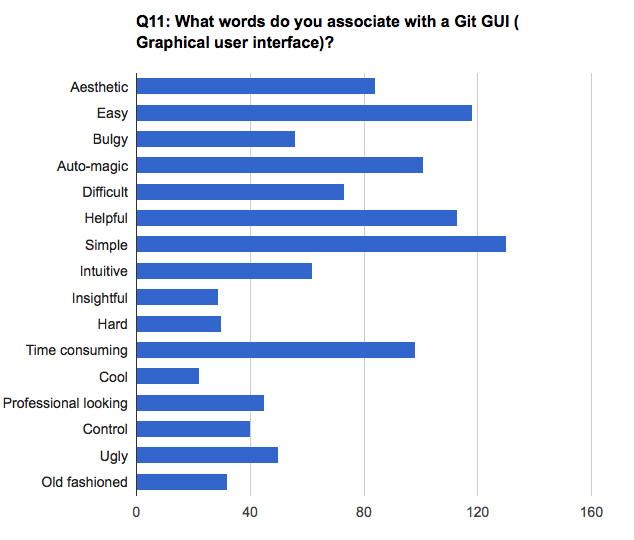 Q11: What words do you associate with a Git GUI (
Graphical user interface)?
Aesthetic
Easy
Bulgy
Auto-magic
Difficult
Helpful
Simple
Intuitive
Insightful
Hard
Time consuming
Cool
Professional looking
Control
Ugly
Old fashioned
0 40 80 120 160